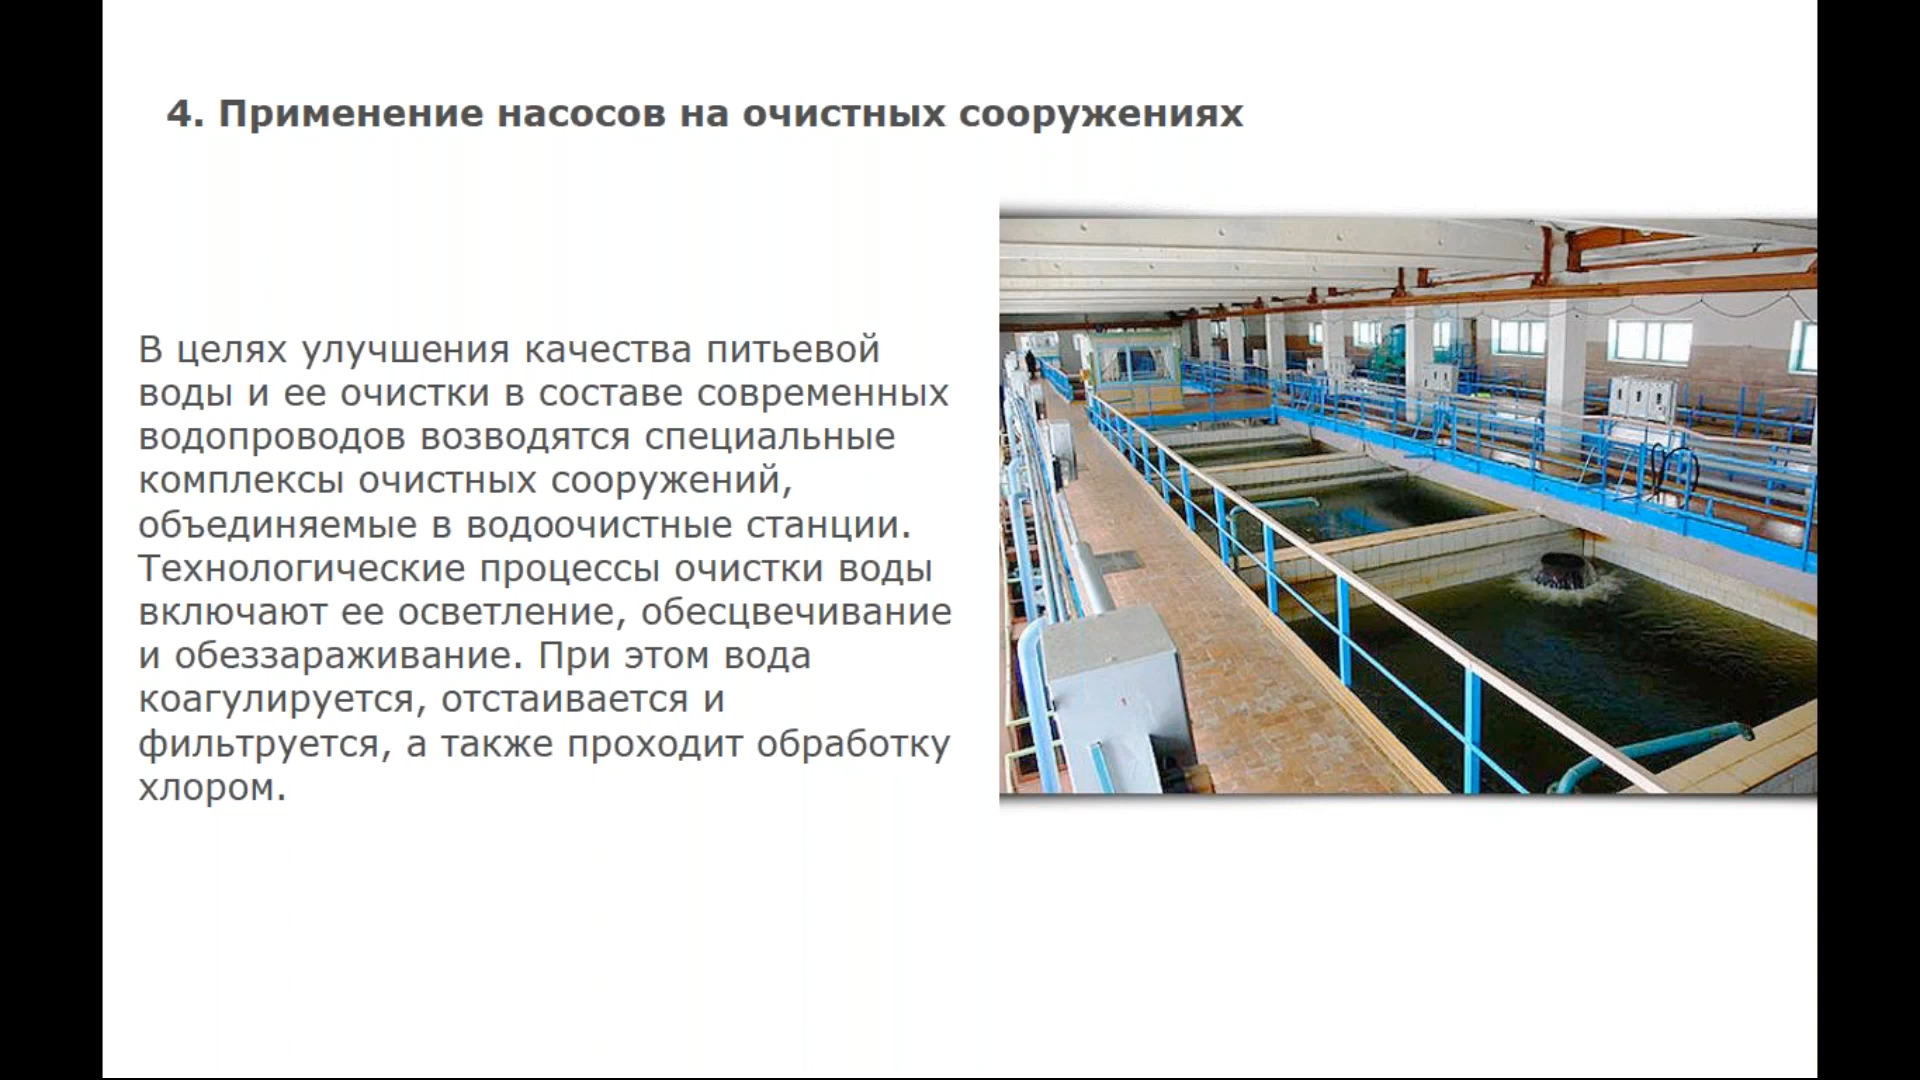 4. Применение насосов на очистных сооружениях
В целях улучшения качества питьевой
воды и ее очистки в составе современных
водопроводов возводятся специальные
комплексы очистных сооружений,
объединяемые в водоочистные станции.
Технологические процессы очистки воды
включают ее осветление, обесцвечивание
и обеззараживание. При этом вода
коагулируется, отстаивается и
фильтруется, а также проходит обработку
хлором.